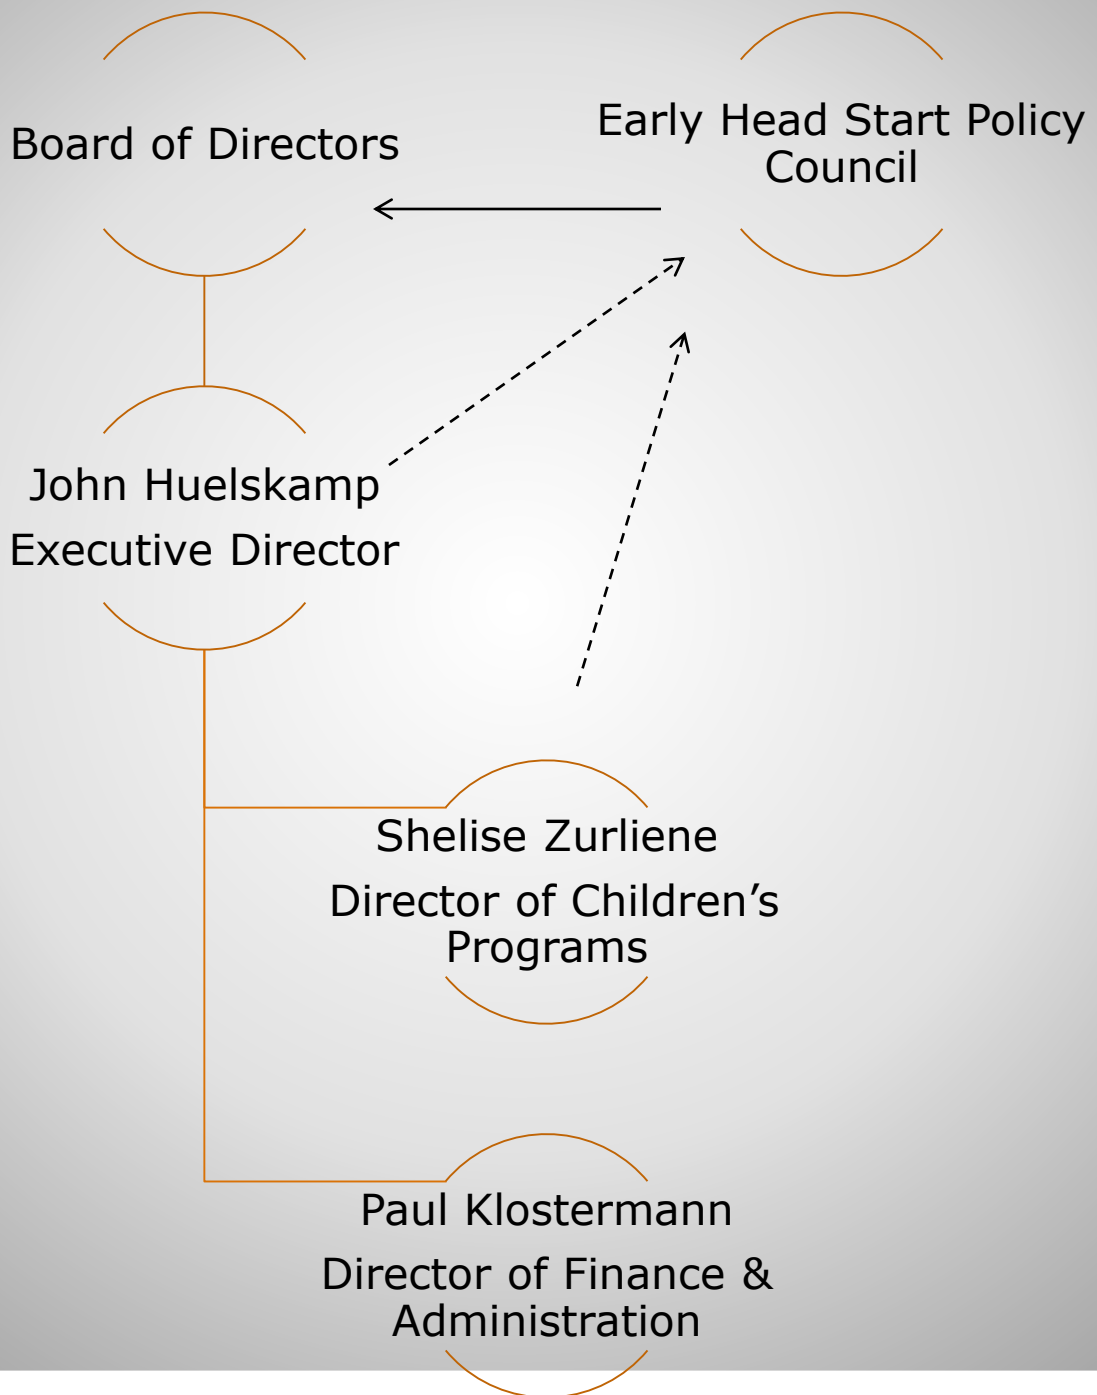 Board of Directors
Early Head Start Policy
Council
John Huelskamp
Executive Director
Shelise Zurliene
Director of Children’s
Programs
Paul Klostermann
Director of Finance &
Administration